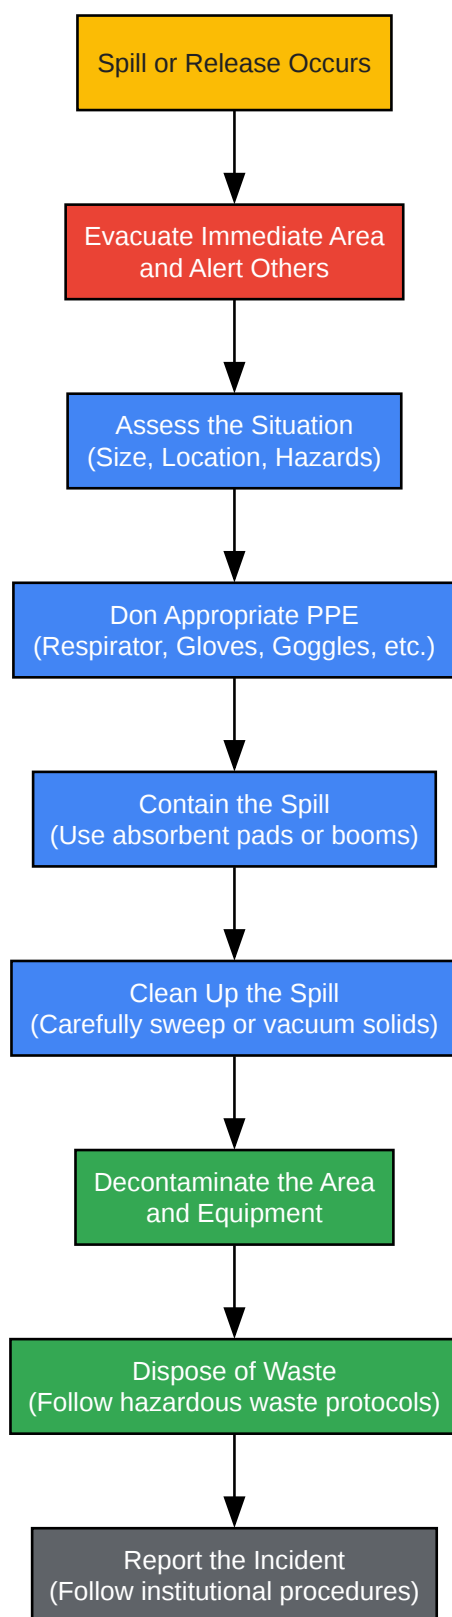 Spill or Release Occurs
Evacuate Immediate Area
and Alert Others
Assess the Situation
(Size, Location, Hazards)
Don Appropriate PPE
(Respirator, Gloves, Goggles, etc.)
Contain the Spill
(Use absorbent pads or booms)
Clean Up the Spill
(Carefully sweep or vacuum solids)
Decontaminate the Area
and Equipment
Dispose of Waste
(Follow hazardous waste protocols)
Report the Incident
(Follow institutional procedures)